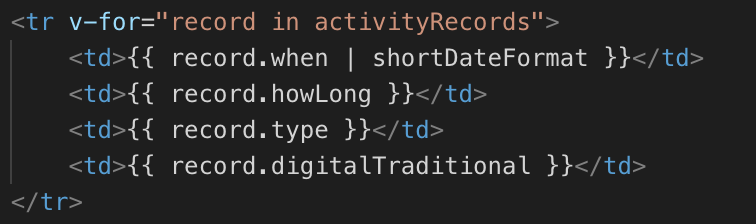 <tr v-for="record in activityRecords">
    <td>{{ record.when | shortDateFormat }}</td>
    <td>{{ record.howLong }}</td>
    <td>{{ record.type }}</td>
    <td>{{ record.digitalTraditional }}</td>
</tr>